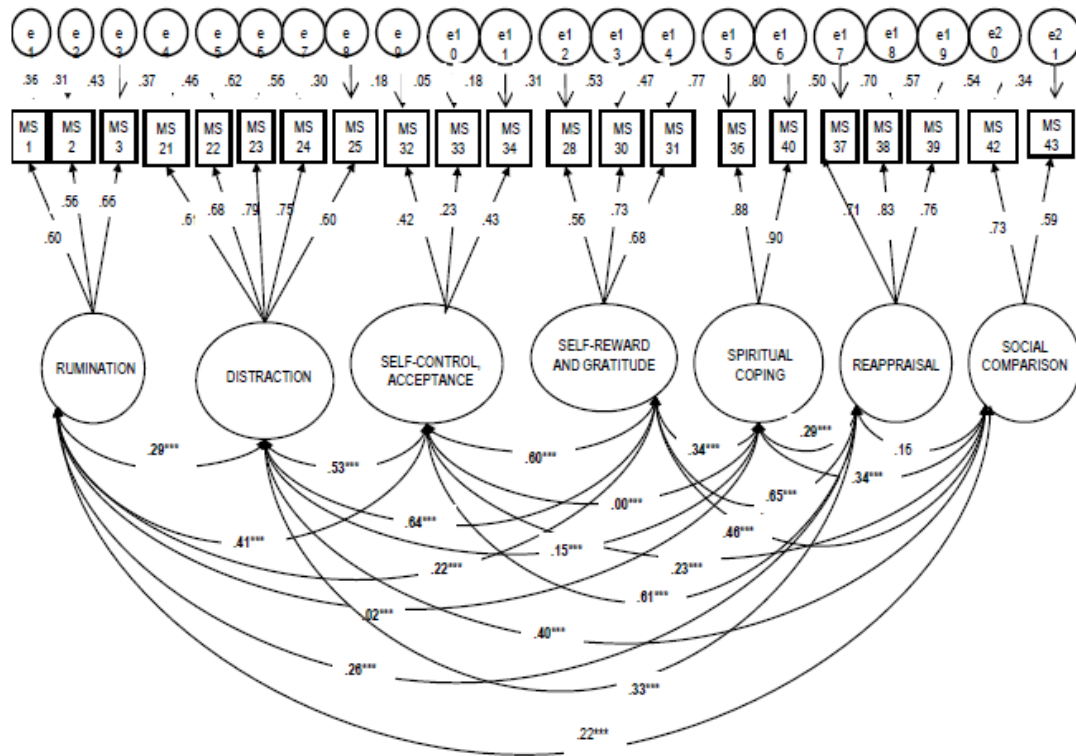 e e e e e e e e e e1 e1 e1 e1 e1 e1 e1 e1 e1 e1 e2 e2
1 2 3 4 5 6 7 8 9 0 1 2 3 4 5 6 7 8 9 0 1
.36 .31 .43 .37 .46 .62 .56 .30 .18 .05 .18 .31 .53 .47 .77 .80 .50 .70 .57 .54 .34
MS MS MS MS MS MS MS MS MS MS MS MS MS MS MS MS MS MS MS MS MS
1 2 3 21 22 23 24 25 32 33 34 28 30 31 36 40 37 38 39 42 43
.60 .56 .66 .61 .68 .79 .75 .60 .42 .23 .43 .56 .73 .68 .88 .90 .71 .83 .76 .73 .59
RUMINATION
DISTRACTION
SELF-CONTROL,
ACCEPTANCE
SELF-REWARD
AND GRATITUDE
SPIRITUAL
COPING
REAPPRAISAL
SOCIAL
COMPARISON
.29*** .53*** .60*** .34*** .29*** .16
.64*** .00*** .65*** .34***
.41*** .22*** .15*** .23*** .46***
.02*** .61***
.40***
.26*** .33***
.22***